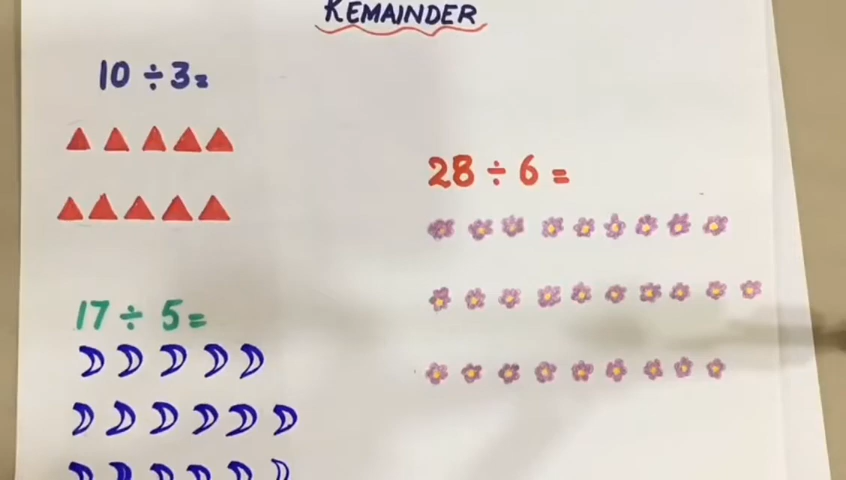 REMAINDER
10 ÷ 3 =
28 ÷ 6 =
17 ÷ 5 =